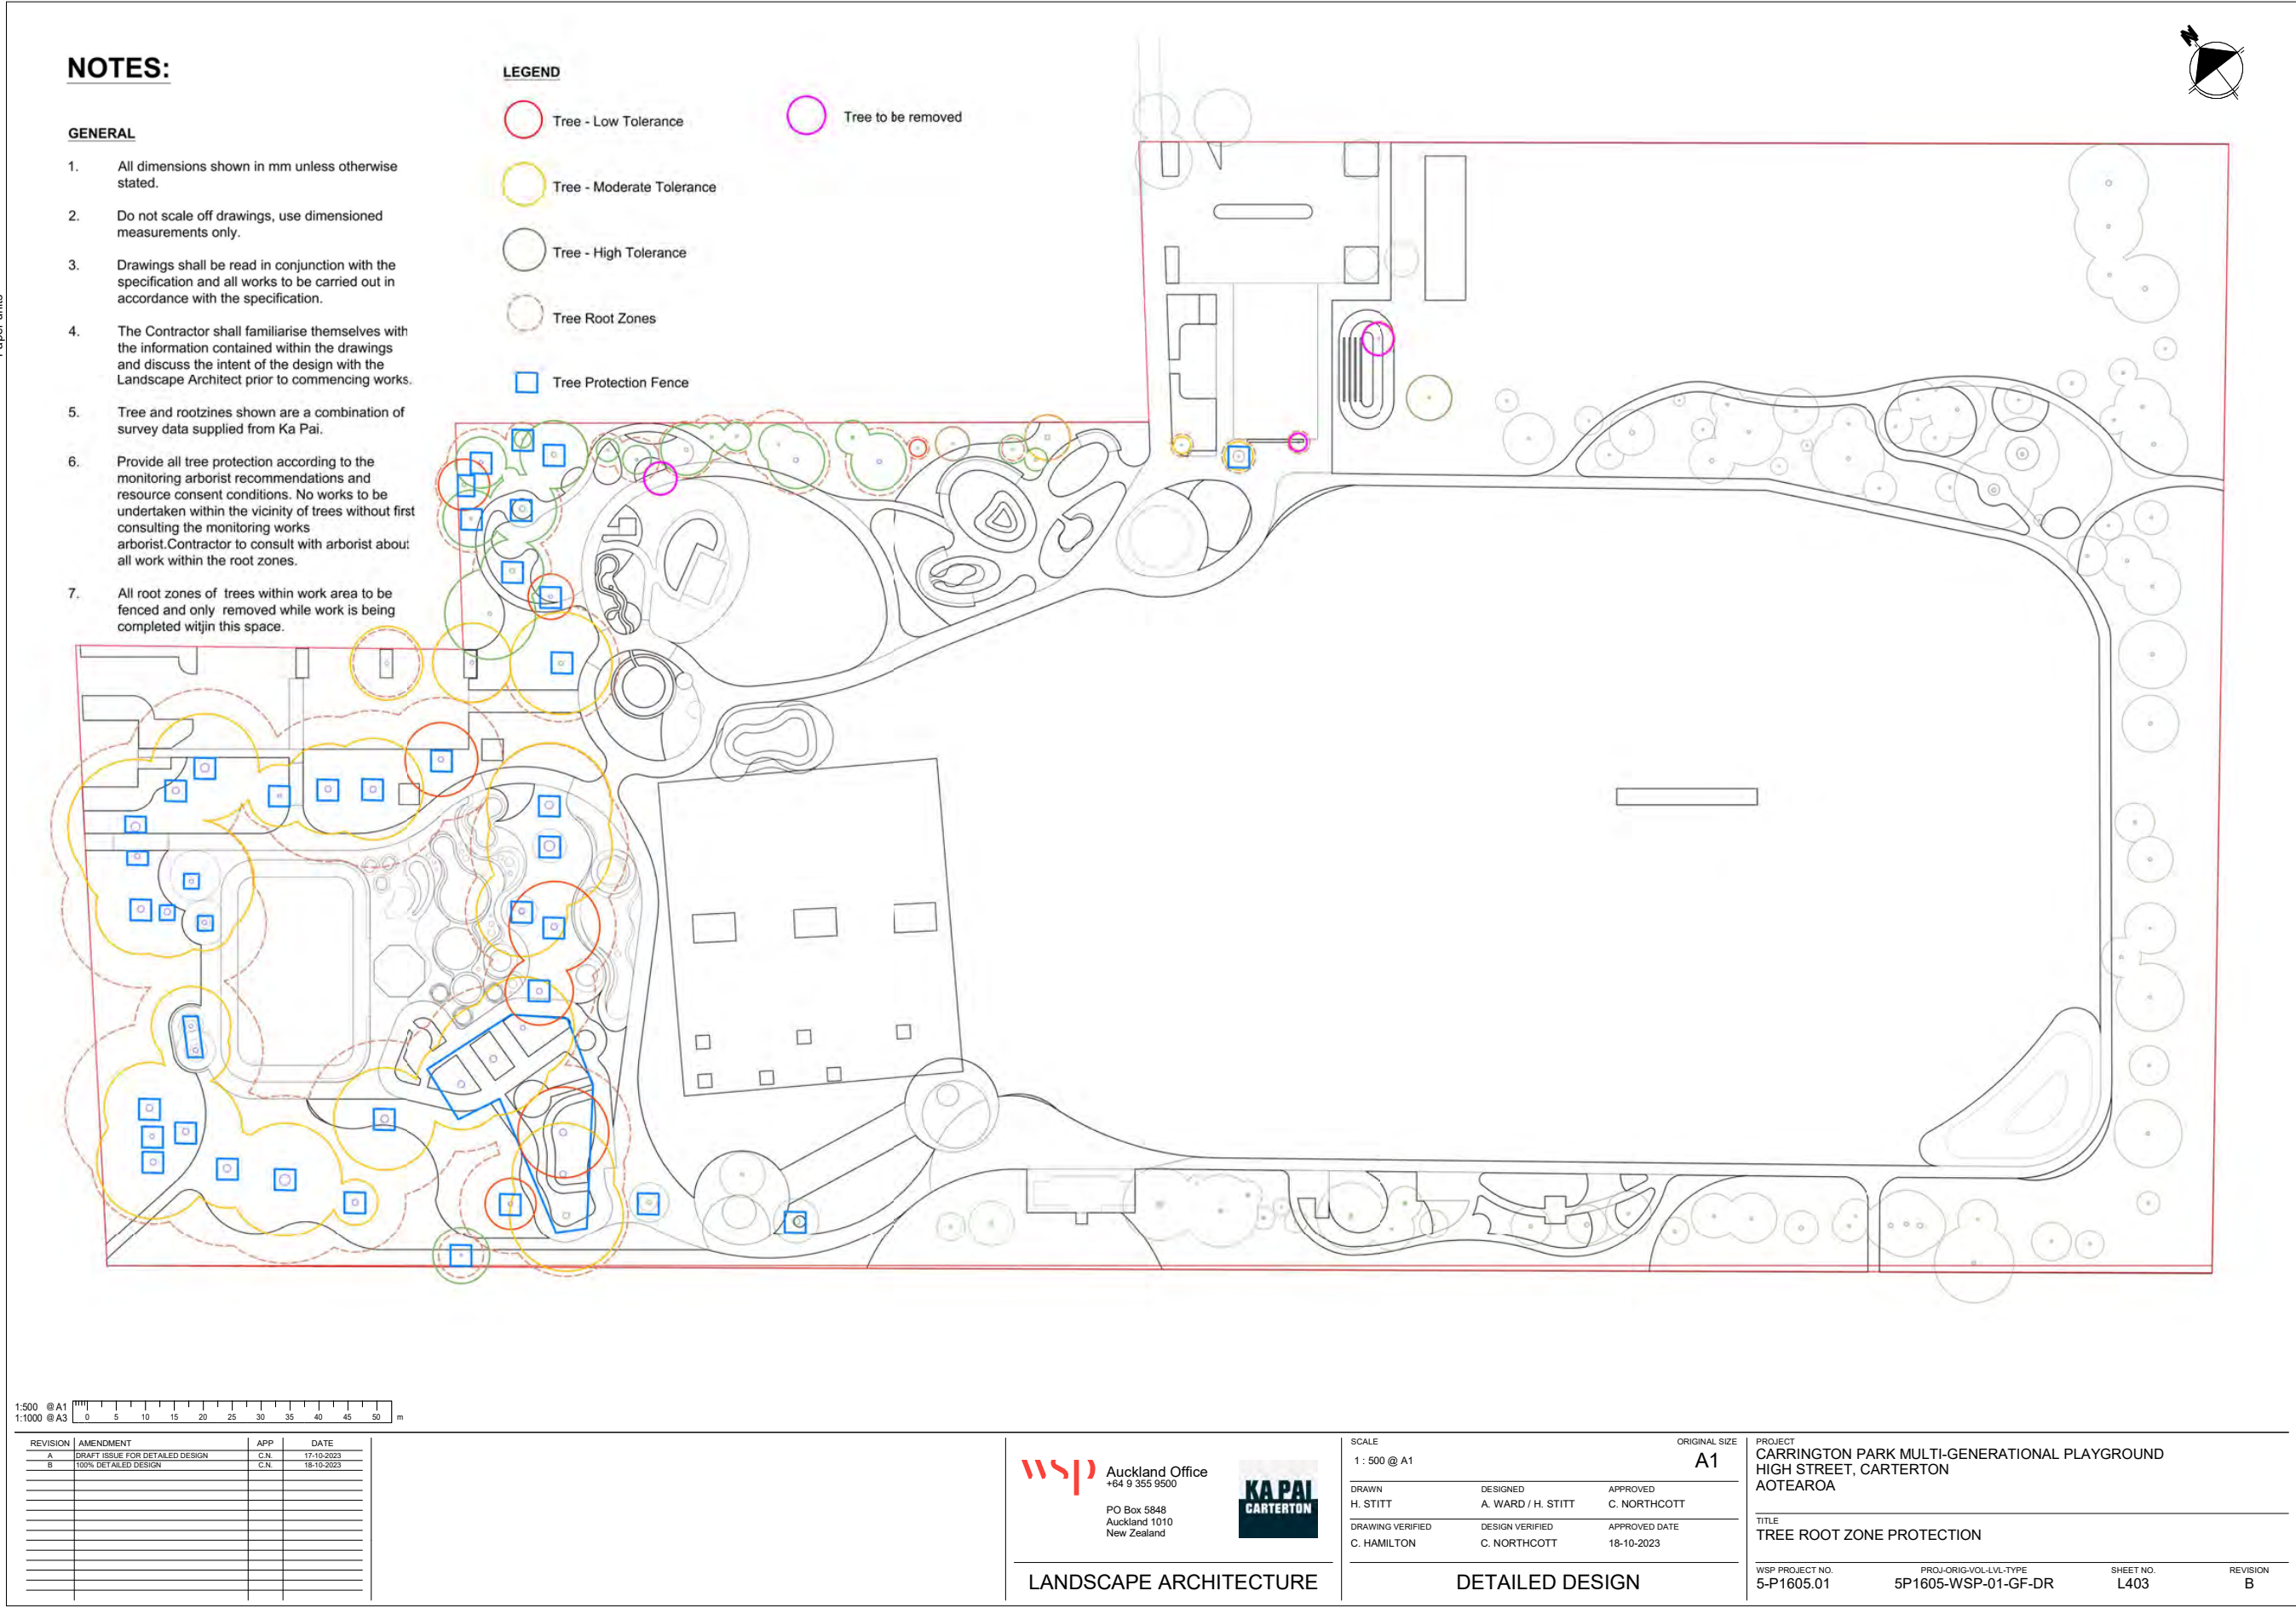 NOTES:
GENERAL
1. All dimensions shown in mm unless otherwise
stated.
2. Do not scale off drawings, use dimensioned
measurements only.
3. Drawings shall be read in conjunction with the
specification and all works to be carried out in
accordance with the specification.
4. The Contractor shall familiarise themselves with
the information contained within the drawings
and discuss the intent of the design with the
Landscape Architect prior to commencing works.
5. Tree and rootzines shown are a combination of
survey data supplied from Ka Pai.
6. Provide all tree protection according to the
monitoring arborist recommendations and
resource consent conditions. No works to be
undertaken within the vicinity of trees without first
consulting the monitoring works
arborist.Contractor to consult with arborist about
all work within the root zones.
7. All root zones of trees within work area to be
fenced and only removed while work is being
completed witjin this space.
LEGEND
Tree - Low Tolerance
Tree - Moderate Tolerance
Tree - High Tolerance
Tree Root Zones
Tree Protection Fence
Tree to be removed
N
1:500 @ A1
1:1000 @ A3
0 5 10 15 20 25 30 35 40 45 50 m
REVISION AMENDMENT APP DATE
A DRAFT ISSUE FOR DETAILED DESIGN C.N. 17-10-2023
B 100% DETAILED DESIGN C.N. 18-10-2023
wsp
Auckland Office
+64 9 355 9500
PO Box 5848
Auckland 1010
New Zealand
KA PAI
CARTERTON
LANDSCAPE ARCHITECTURE
SCALE
1 : 500 @ A1
ORIGINAL SIZE
A1
DRAWN DESIGNED APPROVED
H. STITT A. WARD / H. STITT C. NORTHCOTT
DRAWING VERIFIED DESIGN VERIFIED APPROVED DATE
C. HAMILTON C. NORTHCOTT 18-10-2023
DETAILED DESIGN
PROJECT
CARRINGTON PARK MULTI-GENERATIONAL PLAYGROUND
HIGH STREET, CARTERTON
AOTEAROA
TITLE
TREE ROOT ZONE PROTECTION
WSP PROJECT NO. PROJ-ORIG-VOL-LVL-TYPE SHEET NO. REVISION
5-P1605.01 5P1605-WSP-01-GF-DR L403 B